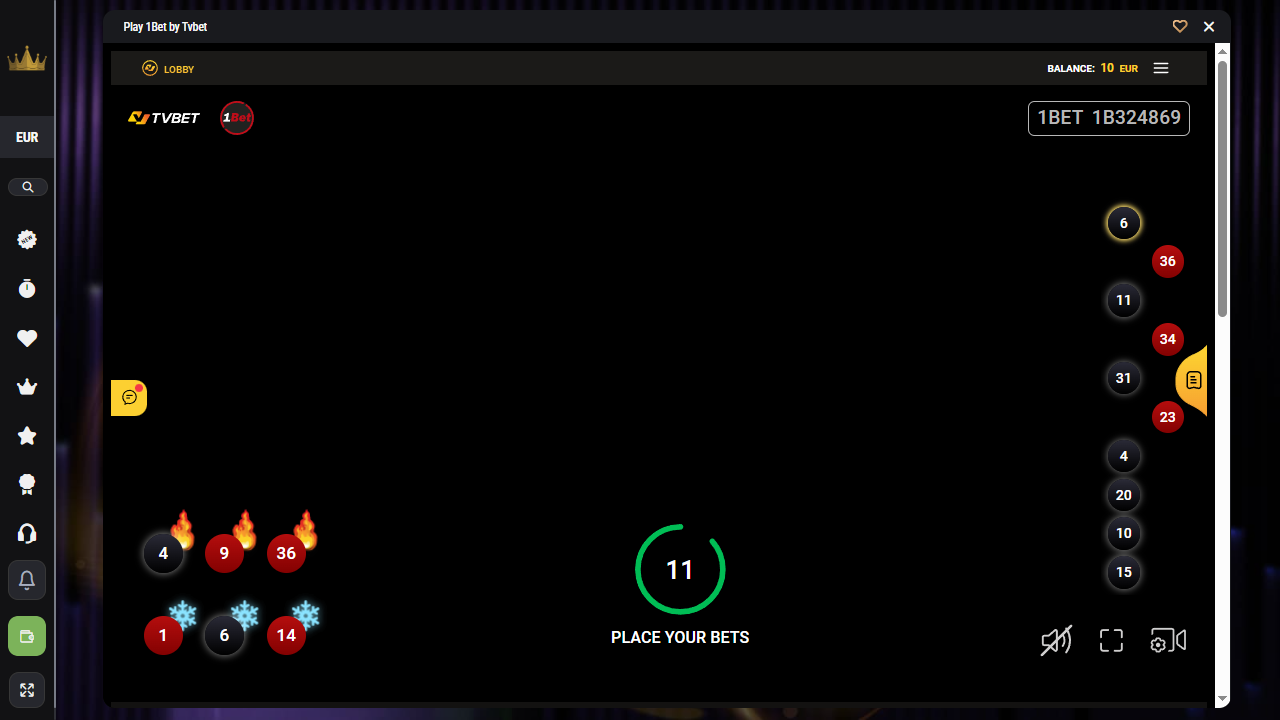 Play 1Bet by Tvbet
EUR
NEW
LOBBY
BALANCE: 10 EUR
TVBET
1Bet
1BET 1B324869
6
36
11
34
31
23
4
20
10
15
4
9
36
1
6
14
11
PLACE YOUR BETS